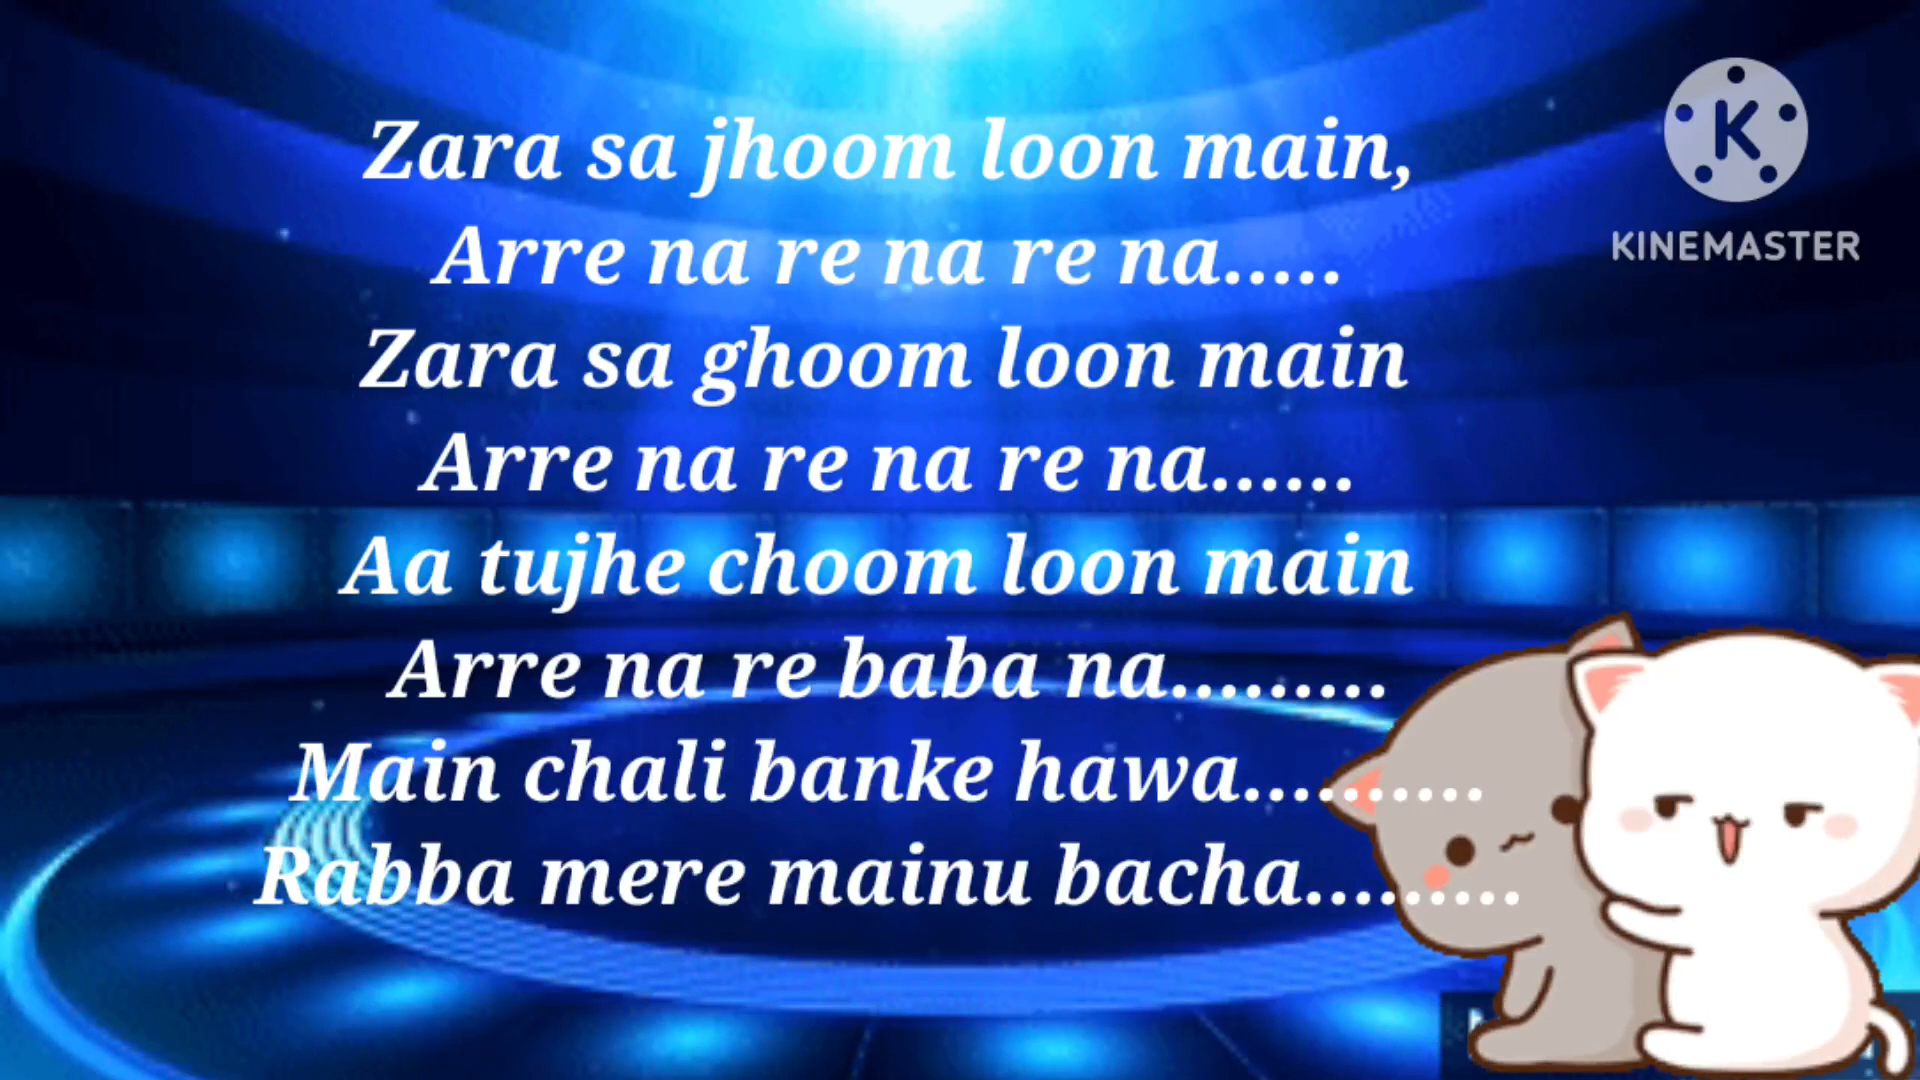 Zara sa jhoom loon main,
Arre na re na re na.....
Zara sa ghoom loon main
Arre na re na re na......
Aa tujhe choom loon main
Arre na re baba na.........
Main chali banke hawa..........
Rabba mere mainu bacha.........
K
KINEMASTER